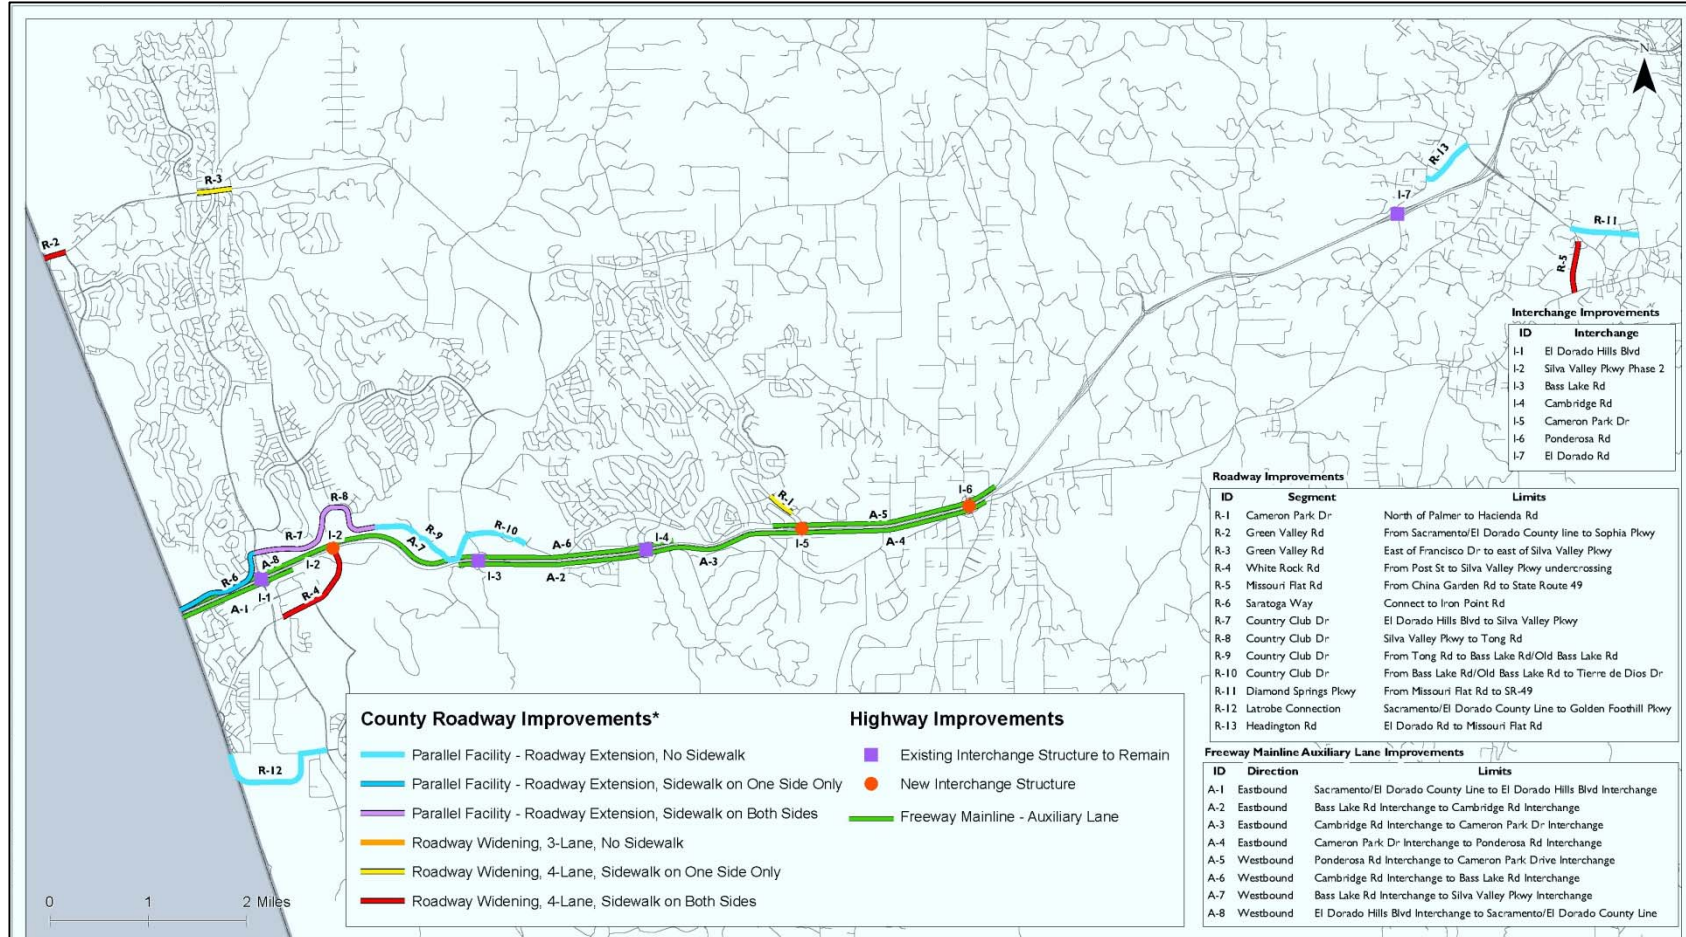 N
R-13
I-7
R-3
R-11
R-2
R-5
Interchange Improvements
ID Interchange
I-1 El Dorado Hills Blvd
I-2 Silva Valley Pkwy Phase 2
I-3 Bass Lake Rd
I-4 Cambridge Rd
I-5 Cameron Park Dr
I-6 Ponderosa Rd
I-7 El Dorado Rd
Roadway Improvements
ID Segment Limits
R-1 Cameron Park Dr North of Palmer to Hacienda Rd
R-2 Green Valley Rd From Sacramento/El Dorado County line to Sophia Pkwy
R-3 Green Valley Rd East of Francisco Dr to east of Silva Valley Pkwy
R-4 White Rock Rd From Post St to Silva Valley Pkwy undercrossing
R-5 Missouri Flat Rd From China Garden Rd to State Route 49
R-6 Saratoga Way Connect to Iron Point Rd
R-7 Country Club Dr El Dorado Hills Blvd to Silva Valley Pkwy
R-8 Country Club Dr Silva Valley Pkwy to Tong Rd
R-9 Country Club Dr From Tong Rd to Bass Lake Rd/Old Bass Lake Rd
R-10 Country Club Dr From Bass Lake Rd/Old Bass Lake Rd to Tierre de Dios Dr
R-11 Diamond Springs Pkwy From Missouri Flat Rd to SR-49
R-12 Latrobe Connection Sacramento/El Dorado County Line to Golden Foothill Pkwy
R-13 Headington Rd El Dorado Rd to Missouri Flat Rd
Freeway Mainline Auxiliary Lane Improvements
ID Direction Limits
A-1 Eastbound Sacramento/El Dorado County Line to El Dorado Hills Blvd Interchange
A-2 Eastbound Bass Lake Rd Interchange to Cambridge Rd Interchange
A-3 Eastbound Cambridge Rd Interchange to Cameron Park Dr Interchange
A-4 Eastbound Cameron Park Dr Interchange to Ponderosa Rd Interchange
A-5 Westbound Ponderosa Rd Interchange to Cameron Park Drive Interchange
A-6 Westbound Cambridge Rd Interchange to Bass Lake Rd Interchange
A-7 Westbound Bass Lake Rd Interchange to Silva Valley Pkwy Interchange
A-8 Westbound El Dorado Hills Blvd Interchange to Sacramento/El Dorado County Line
I-6
R-1
R-8
A-5
R-7
I-2
R-9
R-10
I-4
I-5
A-4
A-7
A-6
A-3
A-8
I-2
I-3
A-2
R-6
I-1
R-4
A-1
R-12
County Roadway Improvements*
Parallel Facility - Roadway Extension, No Sidewalk
Parallel Facility - Roadway Extension, Sidewalk on One Side Only
Parallel Facility - Roadway Extension, Sidewalk on Both Sides
Roadway Widening, 3-Lane, No Sidewalk
Roadway Widening, 4-Lane, Sidewalk on One Side Only
Roadway Widening, 4-Lane, Sidewalk on Both Sides
Highway Improvements
Existing Interchange Structure to Remain
New Interchange Structure
Freeway Mainline - Auxiliary Lane
0 1 2 Miles